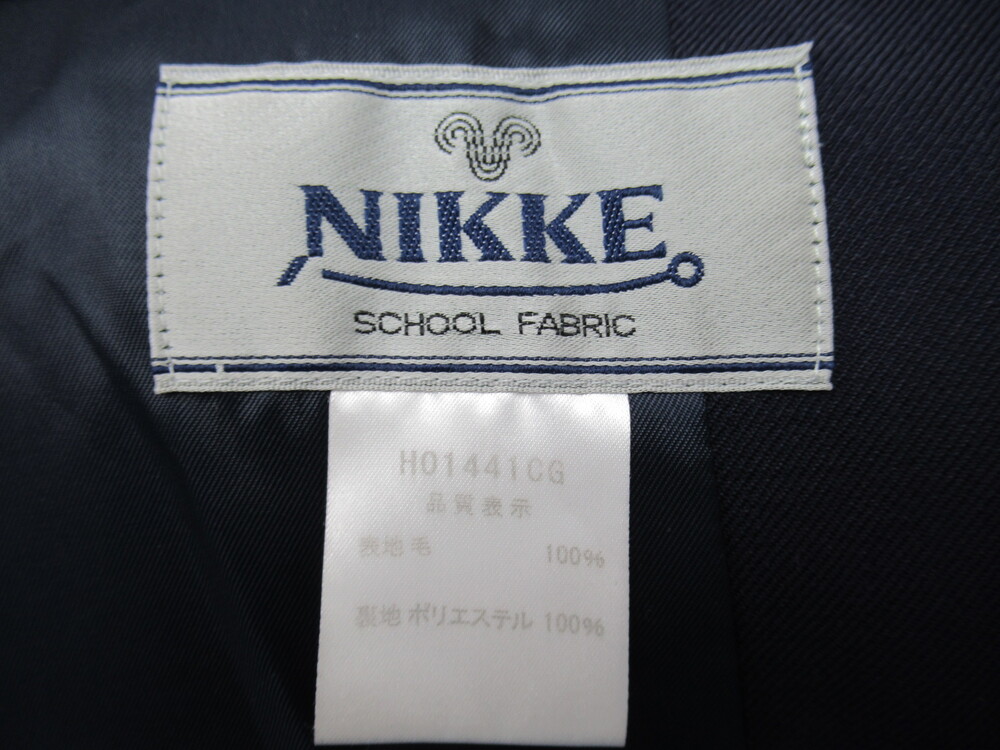 NIKKE
SCHOOL FABRIC
H01441CG
品質表示
表地 毛 100%
裏地 ポリエステル 100%